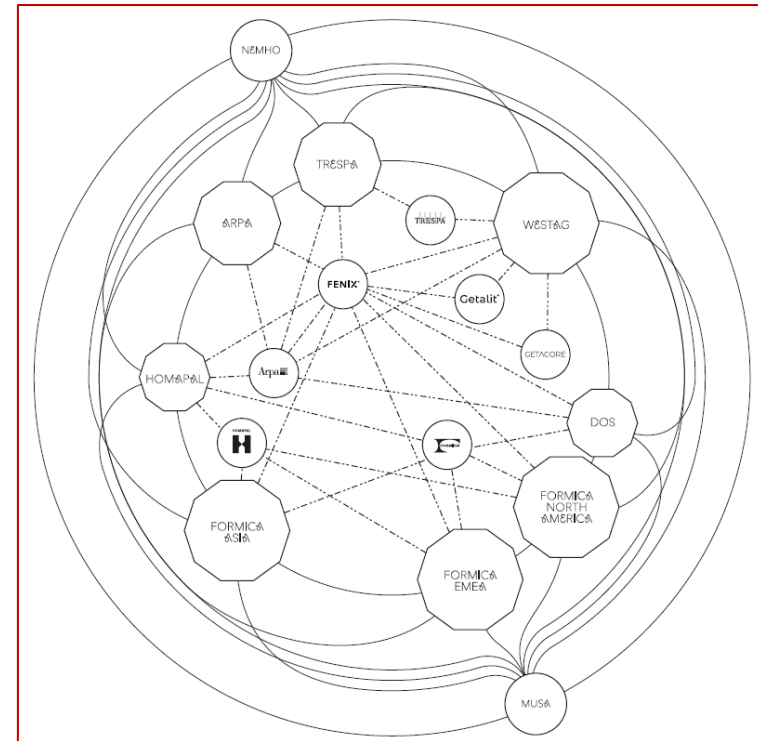 NEMHO
TRESPA
ARPA
TRESPA
WESTAG
FENIX
Getalit
GETACORE
Arpa
HOMAPAL
DOS
H
F
FORMICA
NORTH
AMERICA
FORMICA
ASIA
FORMICA
EMEA
MUSA